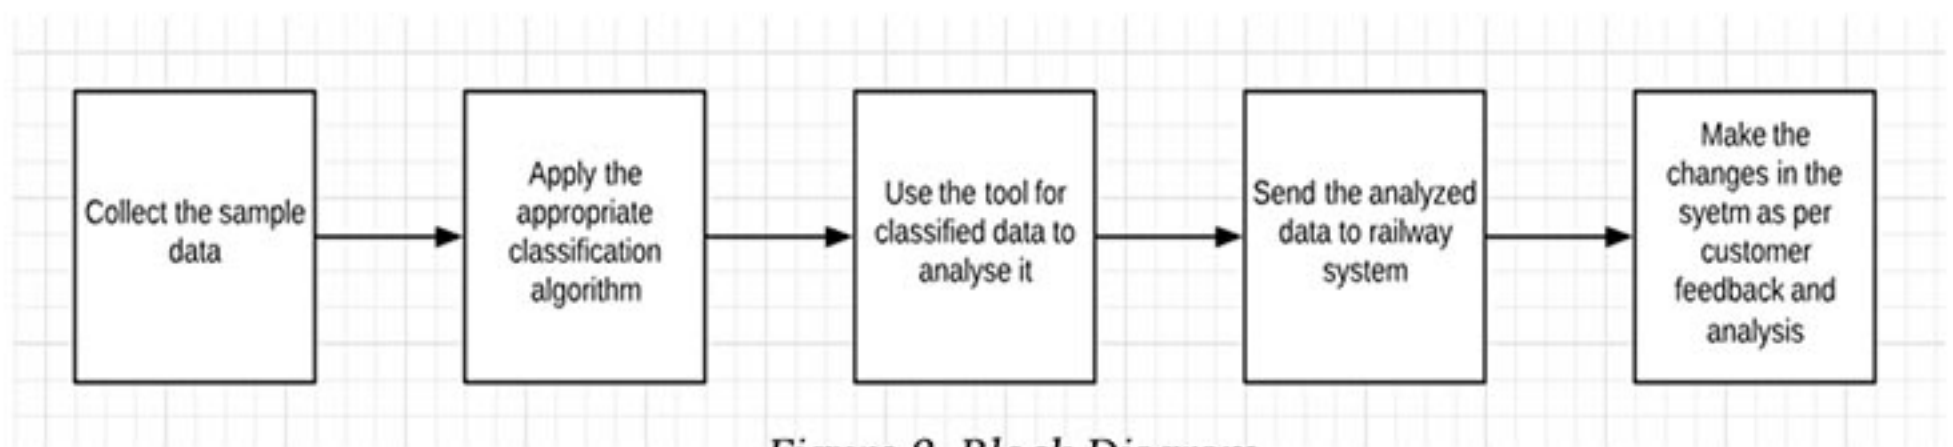 Collect the sample
data
Apply the
appropriate
classification
algorithm
Use the tool for
classified data to
analyse it
Send the analyzed
data to railway
system
Make the
changes in the
syetm as per
customer
feedback and
analysis